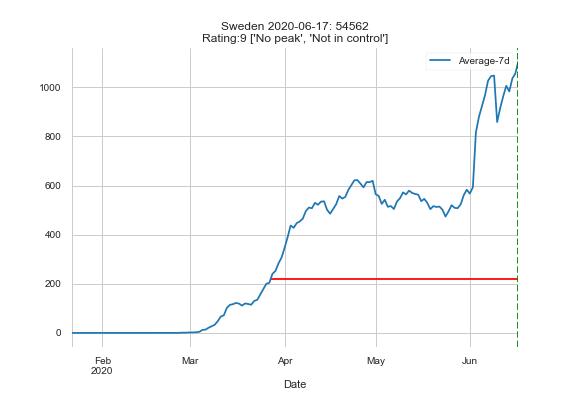 Sweden 2020-06-17: 54562
Rating:9 ['No peak', 'Not in control']
Average-7d
1000
800
600
400
200
0
Feb
2020
Mar
Apr
May
Jun
Date